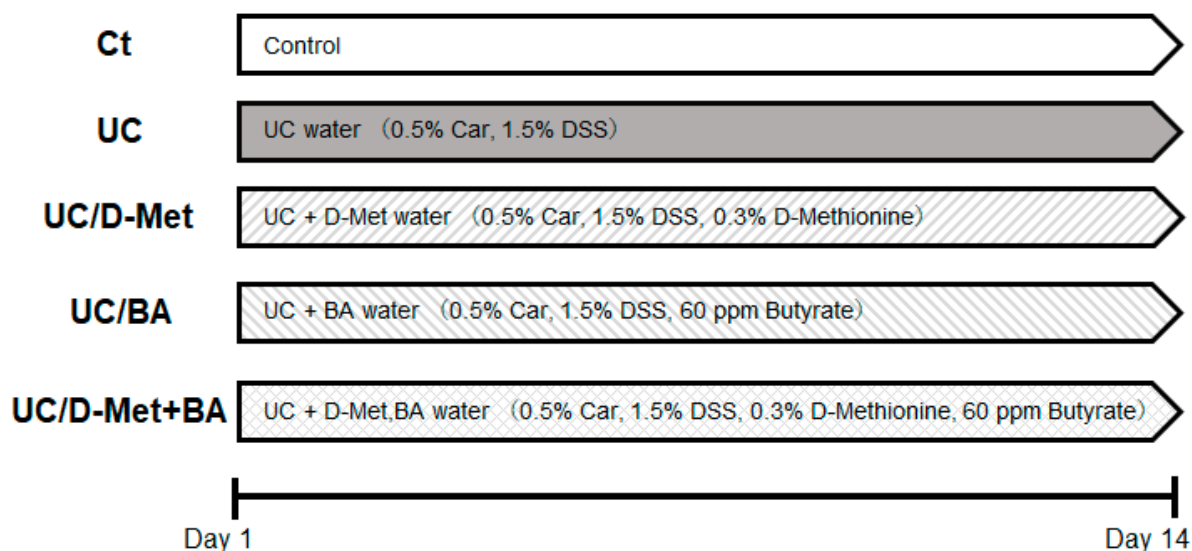 Ct
Control
UC
UC water （0.5% Car, 1.5% DSS）
UC/D-Met
UC + D-Met water （0.5% Car, 1.5% DSS, 0.3% D-Methionine）
UC/BA
UC + BA water （0.5% Car, 1.5% DSS, 60 ppm Butyrate）
UC/D-Met+BA
UC + D-Met,BA water （0.5% Car, 1.5% DSS, 0.3% D-Methionine, 60 ppm Butyrate）
Day 1
Day 14